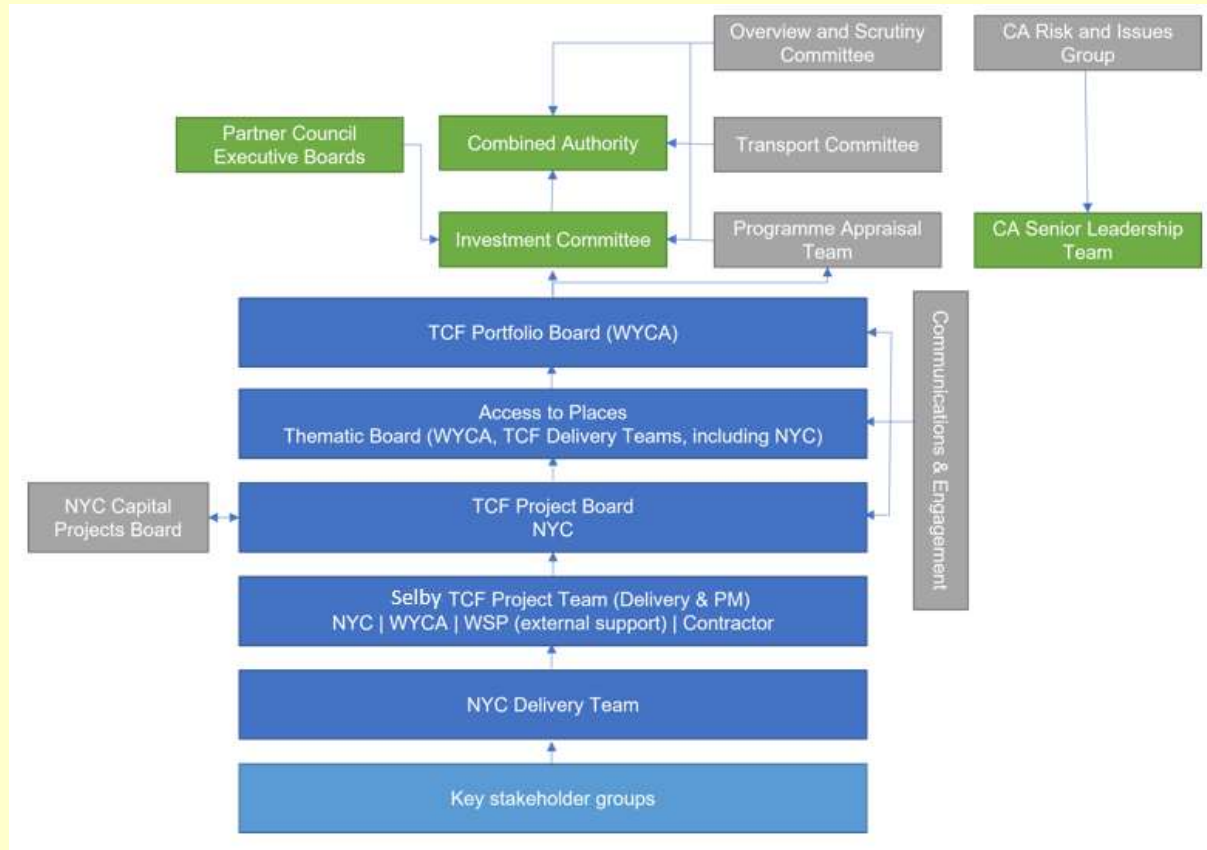 Overview and Scrutiny
Committee
CA Risk and Issues
Group
Partner Council
Executive Boards
Combined Authority
Transport Committee
Investment Committee
Programme Appraisal
Team
CA Senior Leadership
Team
TCF Portfolio Board (WYCA)
Communications & Engagement
Access to Places
Thematic Board (WYCA, TCF Delivery Teams, including NYC)
NYC Capital
Projects Board
TCF Project Board
NYC
Selby TCF Project Team (Delivery & PM)
NYC | WYCA | WSP (external support) | Contractor
NYC Delivery Team
Key stakeholder groups